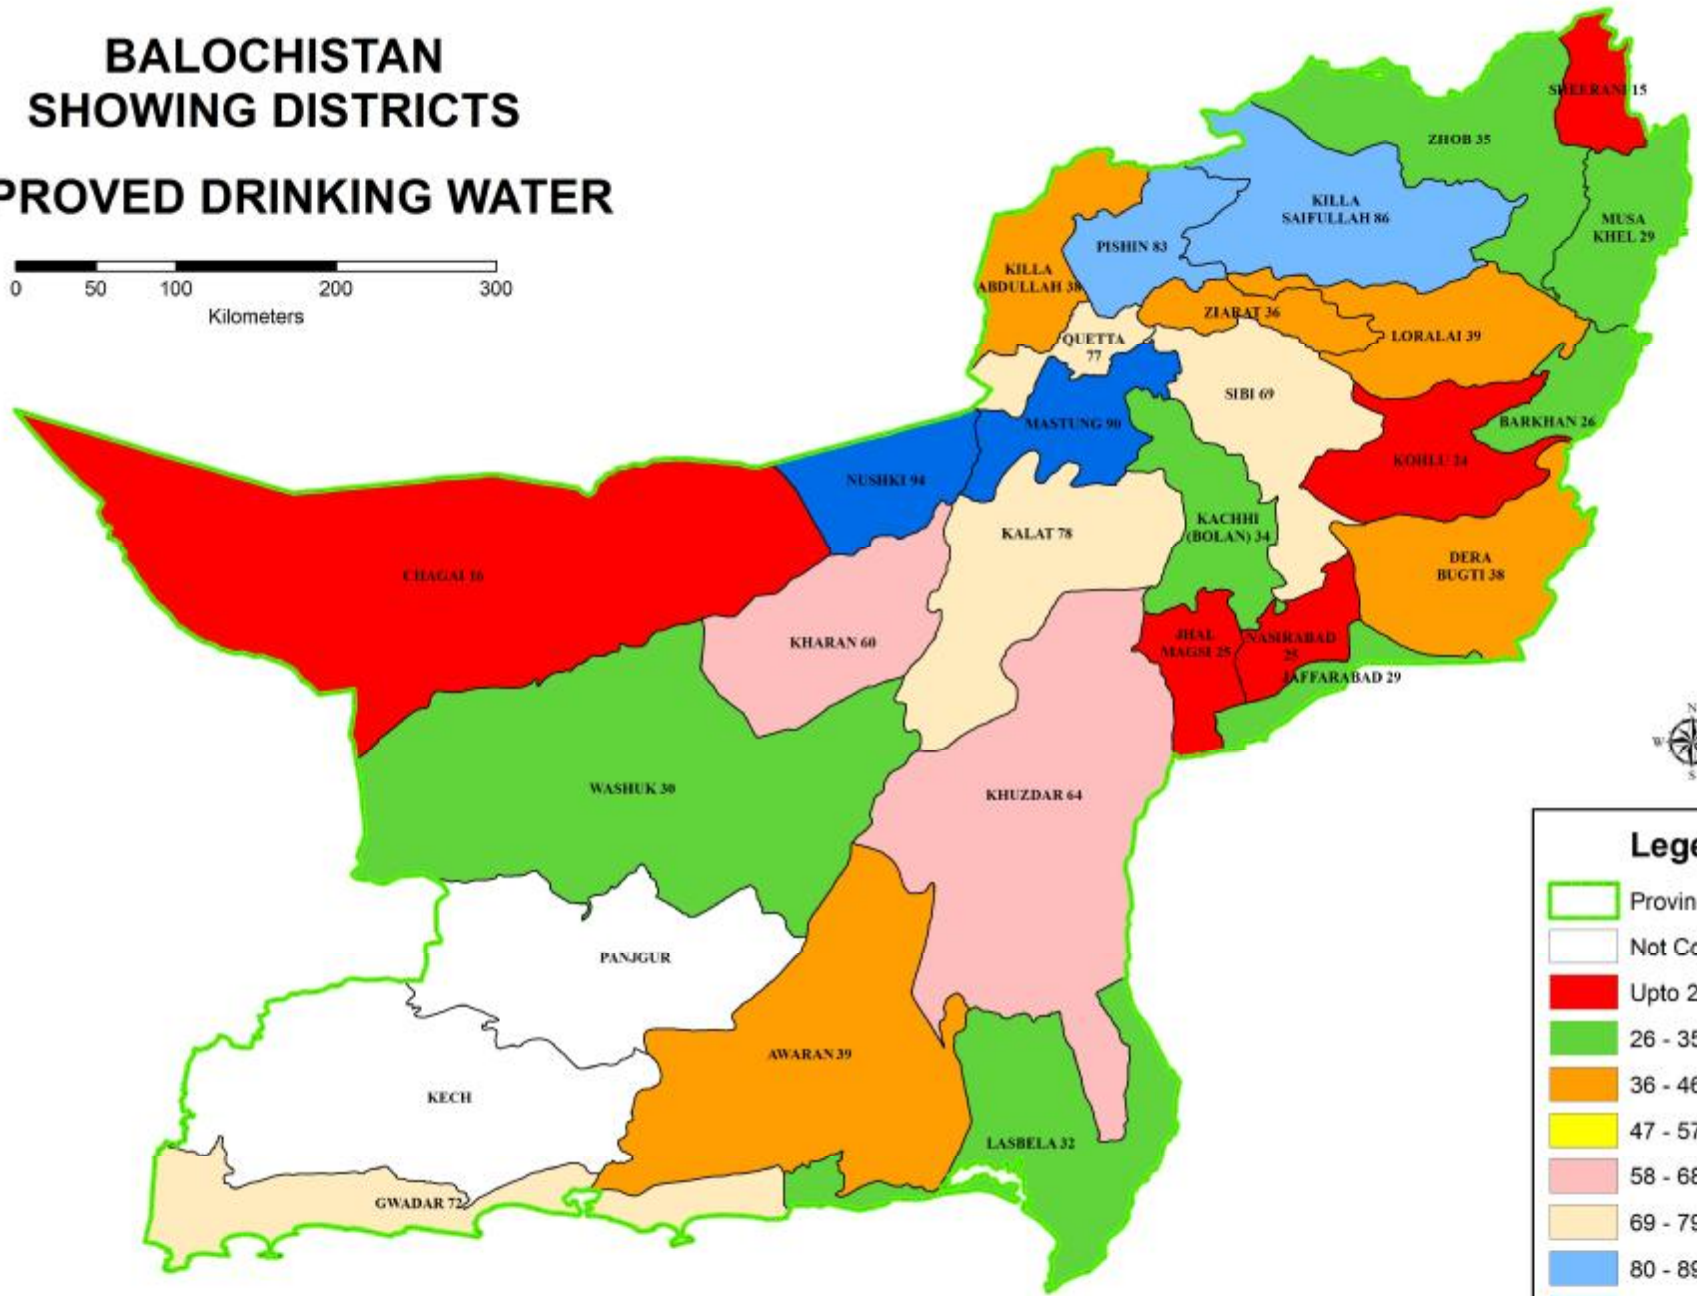 BALOCHISTAN
SHOWING DISTRICTS
PROVED DRINKING WATER
0 50 100 200 300
Kilometers
SHEERANI 15
ZHOB 35
KILLA
SAIFULLAH 86
MUSA
KHEL 29
PISHIN 83
KILLA
ABDULLAH 38
ZIARAT 36
LORALAI 39
QUETTA
77
SIBI 69
MASTUNG 90
BARKHAN 26
KOHLU 24
NUSHKI 94
KALAT 78
KACHHI
(BOLAN) 34
DERA
BUGTI 38
CHAGAI 16
KHARAN 60
JHAL
MAGSI 25
NASIRABAD
25
JAFFARABAD 29
WASHUK 30
KHUZDAR 64
PANJGUR
AWARAN 39
KECH
LASBELA 32
GWADAR 72
N
W
S
Lege
Provin
Not Co
Upto 2
26 - 35
36 - 46
47 - 57
58 - 68
69 - 79
80 - 89